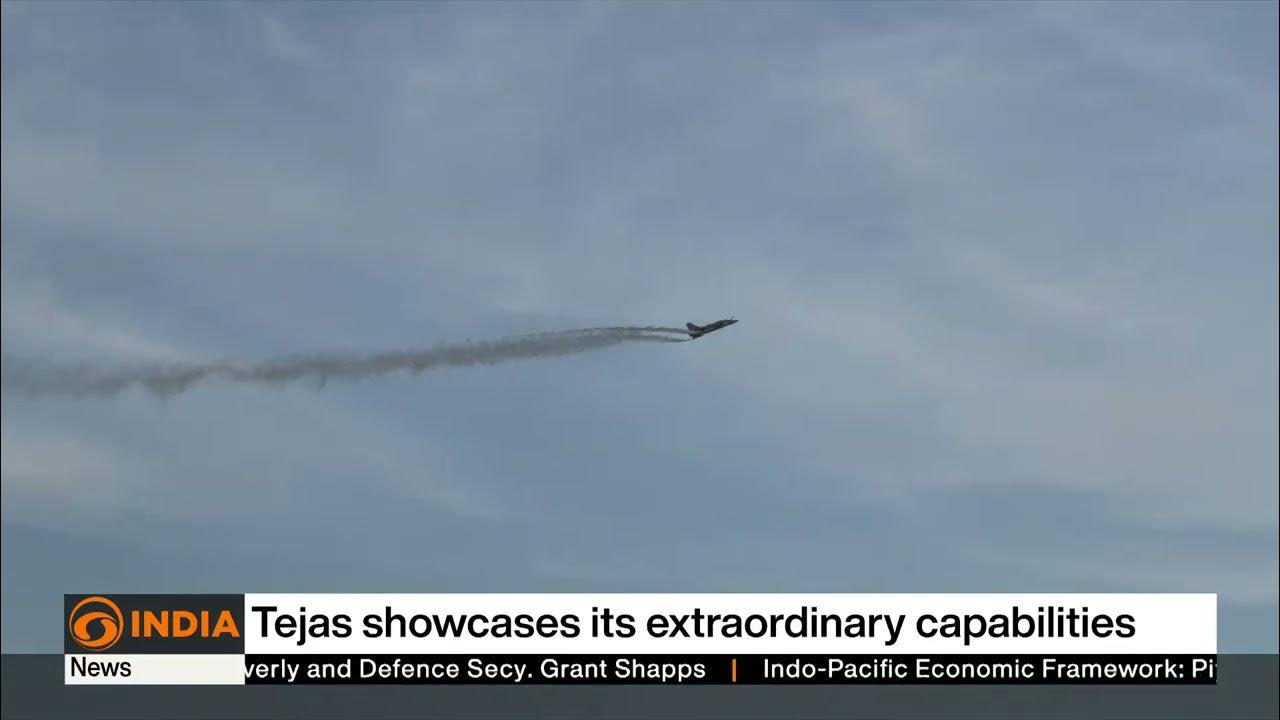 INDIA
Tejas showcases its extraordinary capabilities
News
verly and Defence Secy. Grant Shapps | Indo-Pacific Economic Framework: Pi